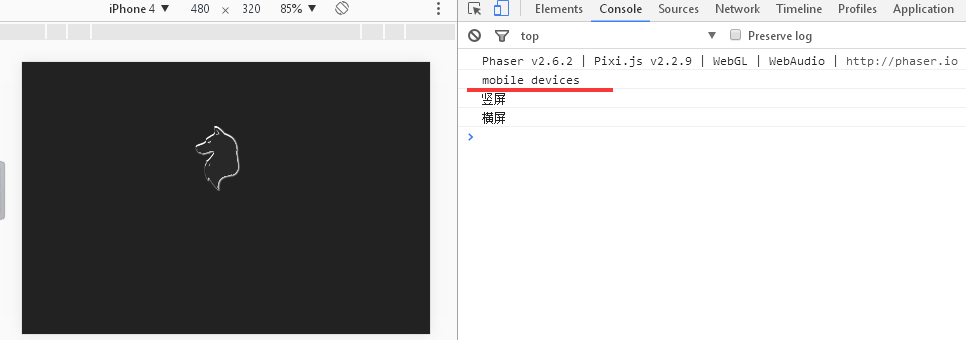 iPhone 4 ▼ 480 × 320 85% ▼
Elements Console Sources Network Timeline Profiles Application
top ▼ Preserve log
Phaser v2.6.2 | Pixi.js v2.2.9 | WebGL | WebAudio | http://phaser.io
mobile devices
竖屏
横屏